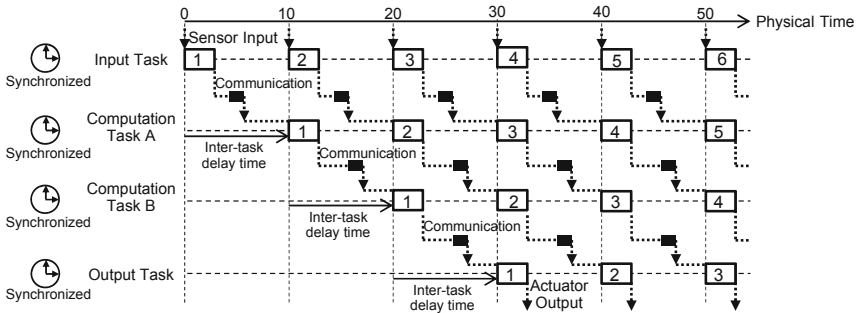 0 10 20 30 40 50
Physical Time
Sensor Input
Input Task 1 2 3 4 5 6
Synchronized
Communication
Computation
Task A
1 2 3 4 5
Synchronized
Inter-task
delay time
Communication
Computation
Task B
1 2 3 4
Synchronized
Inter-task
delay time
Communication
Output Task 1 2 3
Synchronized
Inter-task
delay time
Actuator
Output